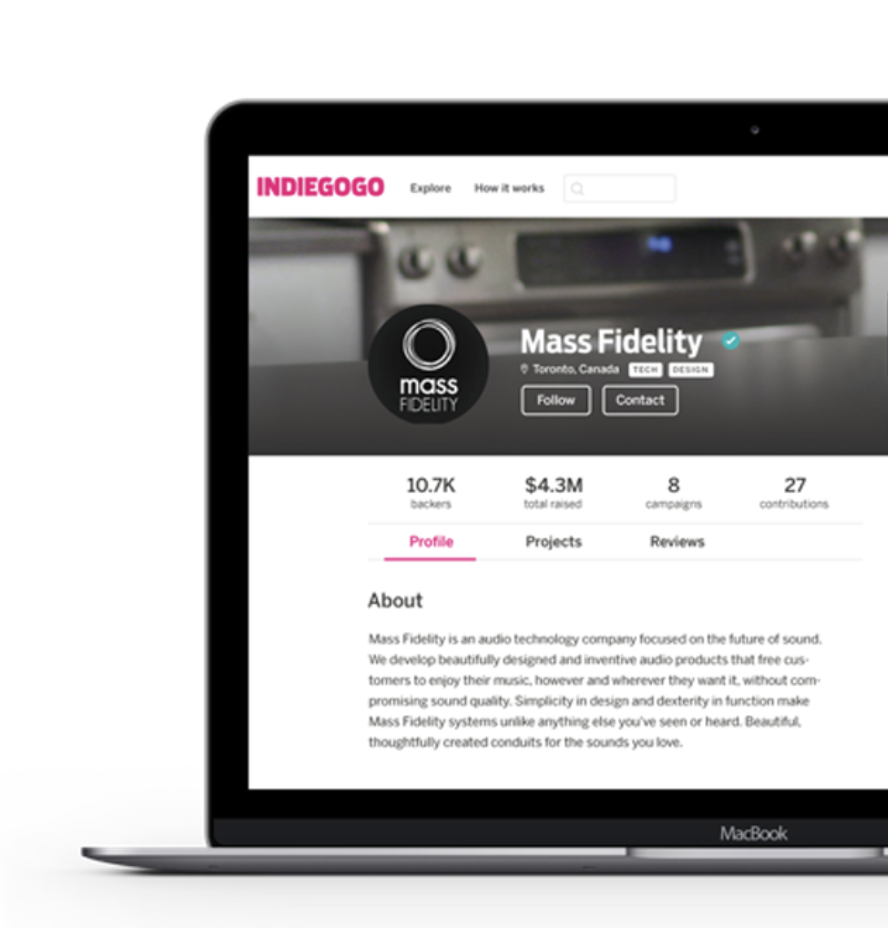 INDIEGOGO Explore How it works
Mass Fidelity
Toronto, Canada TECH DESIGN
mass
FIDELITY
Follow Contact
10.7K $4.3M 8 27
backers total raised campaigns contributions
Profile Projects Reviews
About
Mass Fidelity is an audio technology company focused on the future of sound.
We develop beautifully designed and inventive audio products that free cus-
tomers to enjoy their music, however and wherever they want it, without com-
promising sound quality. Simplicity in design and dexterity in function make
Mass Fidelity systems unlike anything else you've seen or heard. Beautiful,
thoughtfully created conduits for the sounds you love.
MacBook